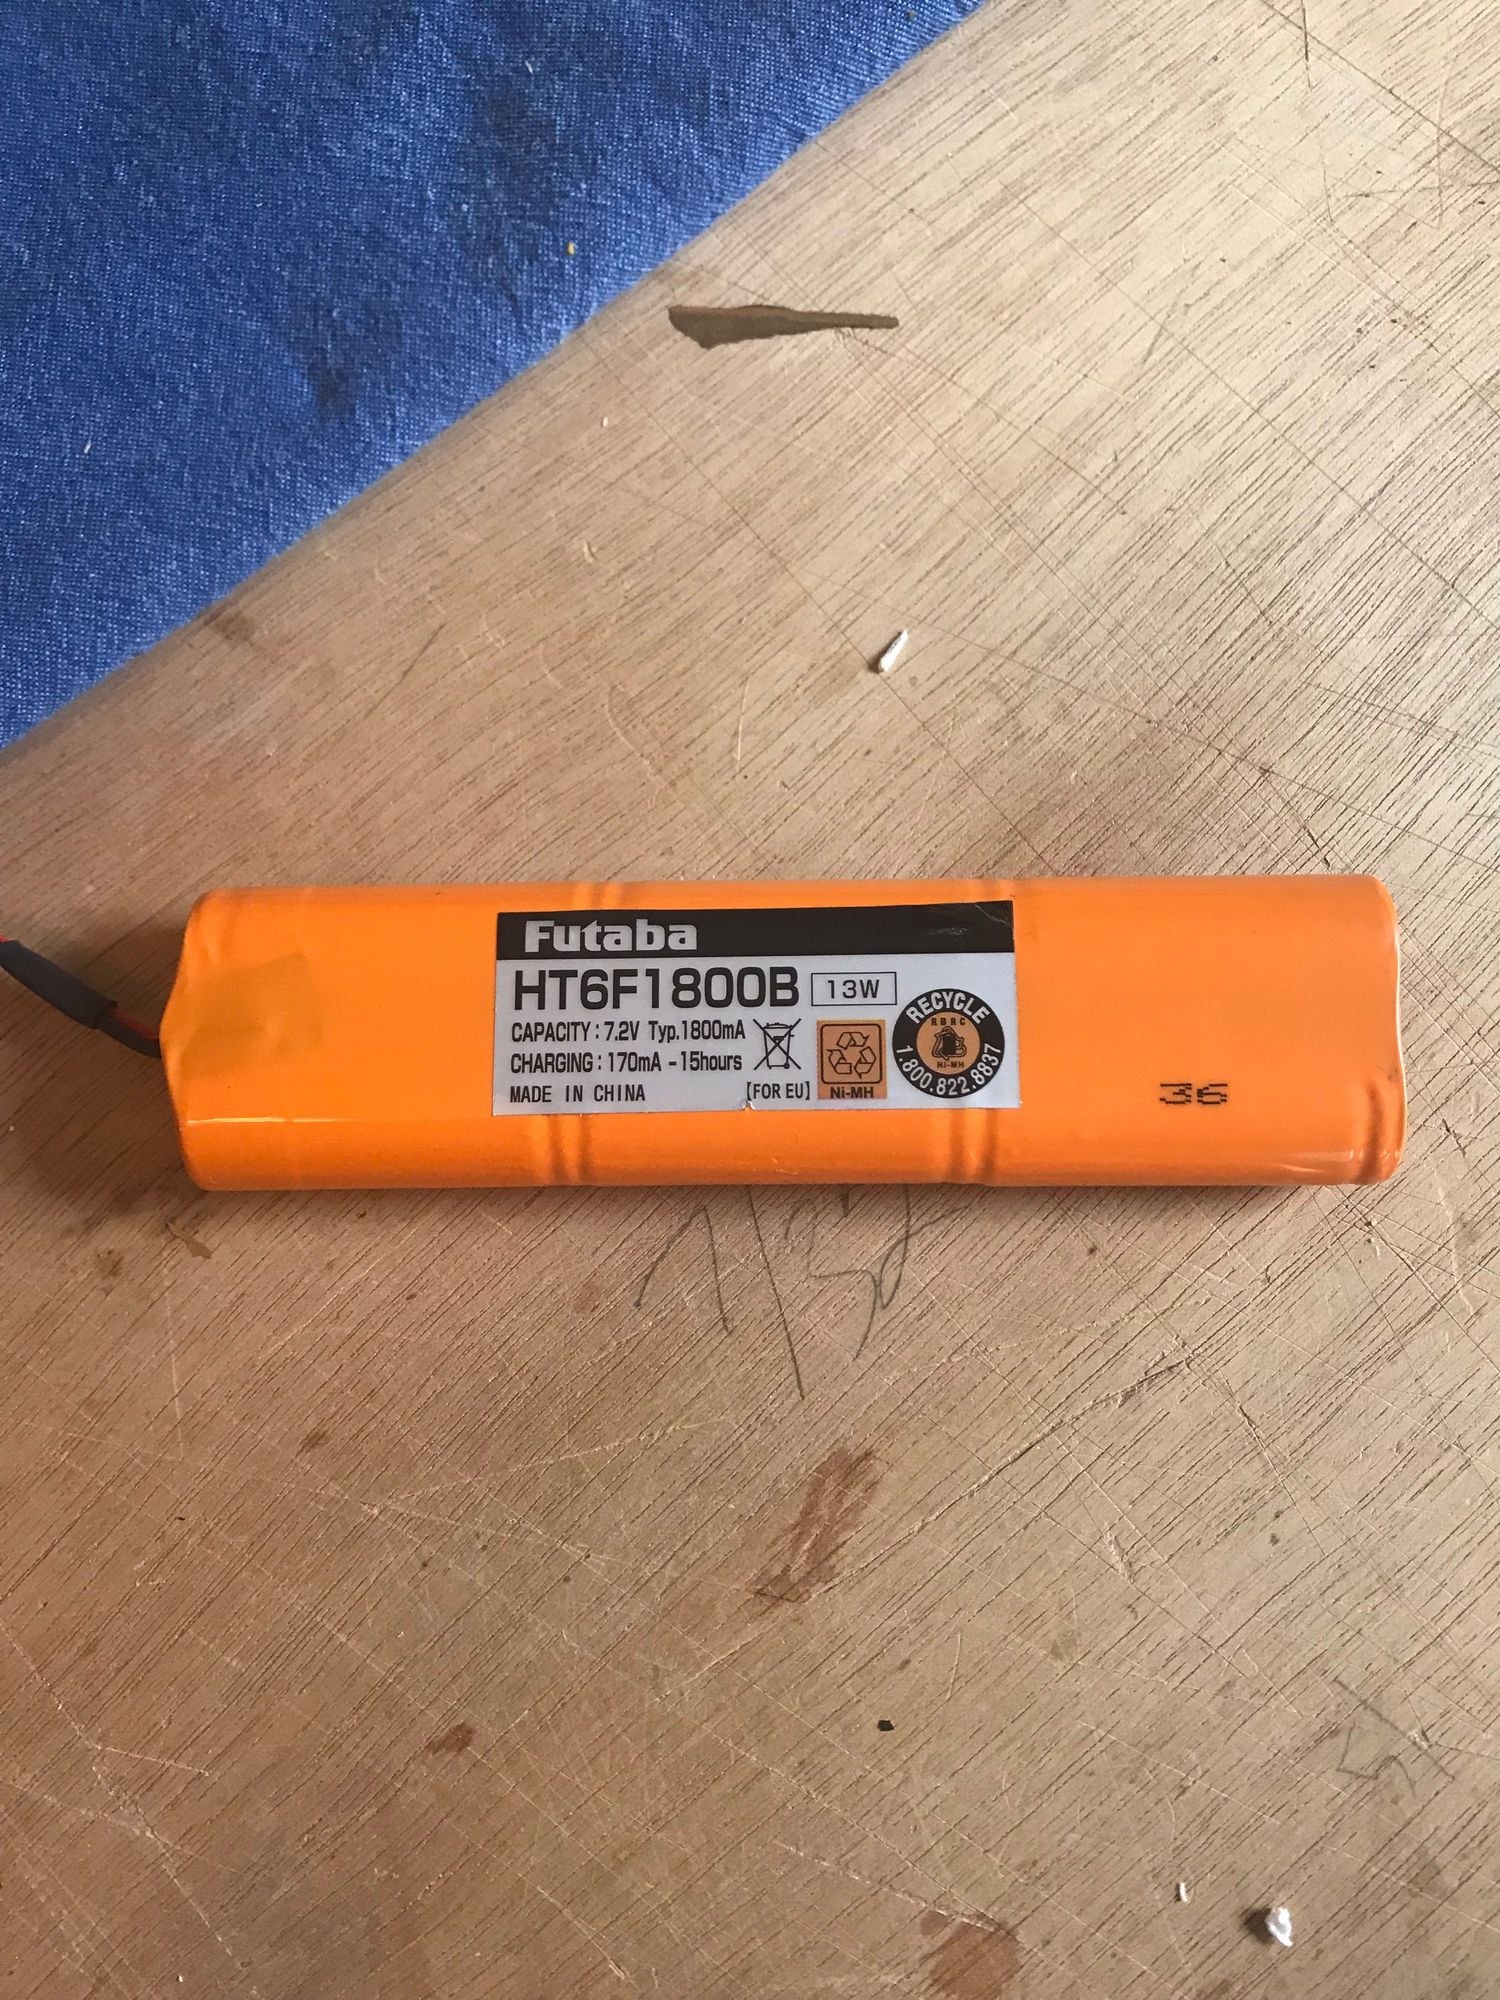 Futaba
HT6F1800B 13W
CAPACITY : 7.2V Typ.1800mA
CHARGING : 170mA - 15hours
MADE IN CHINA 【FOR EU】
Ni-MH
RECYCLE
RBRC
Ni-MH
1.800.822.8837
36